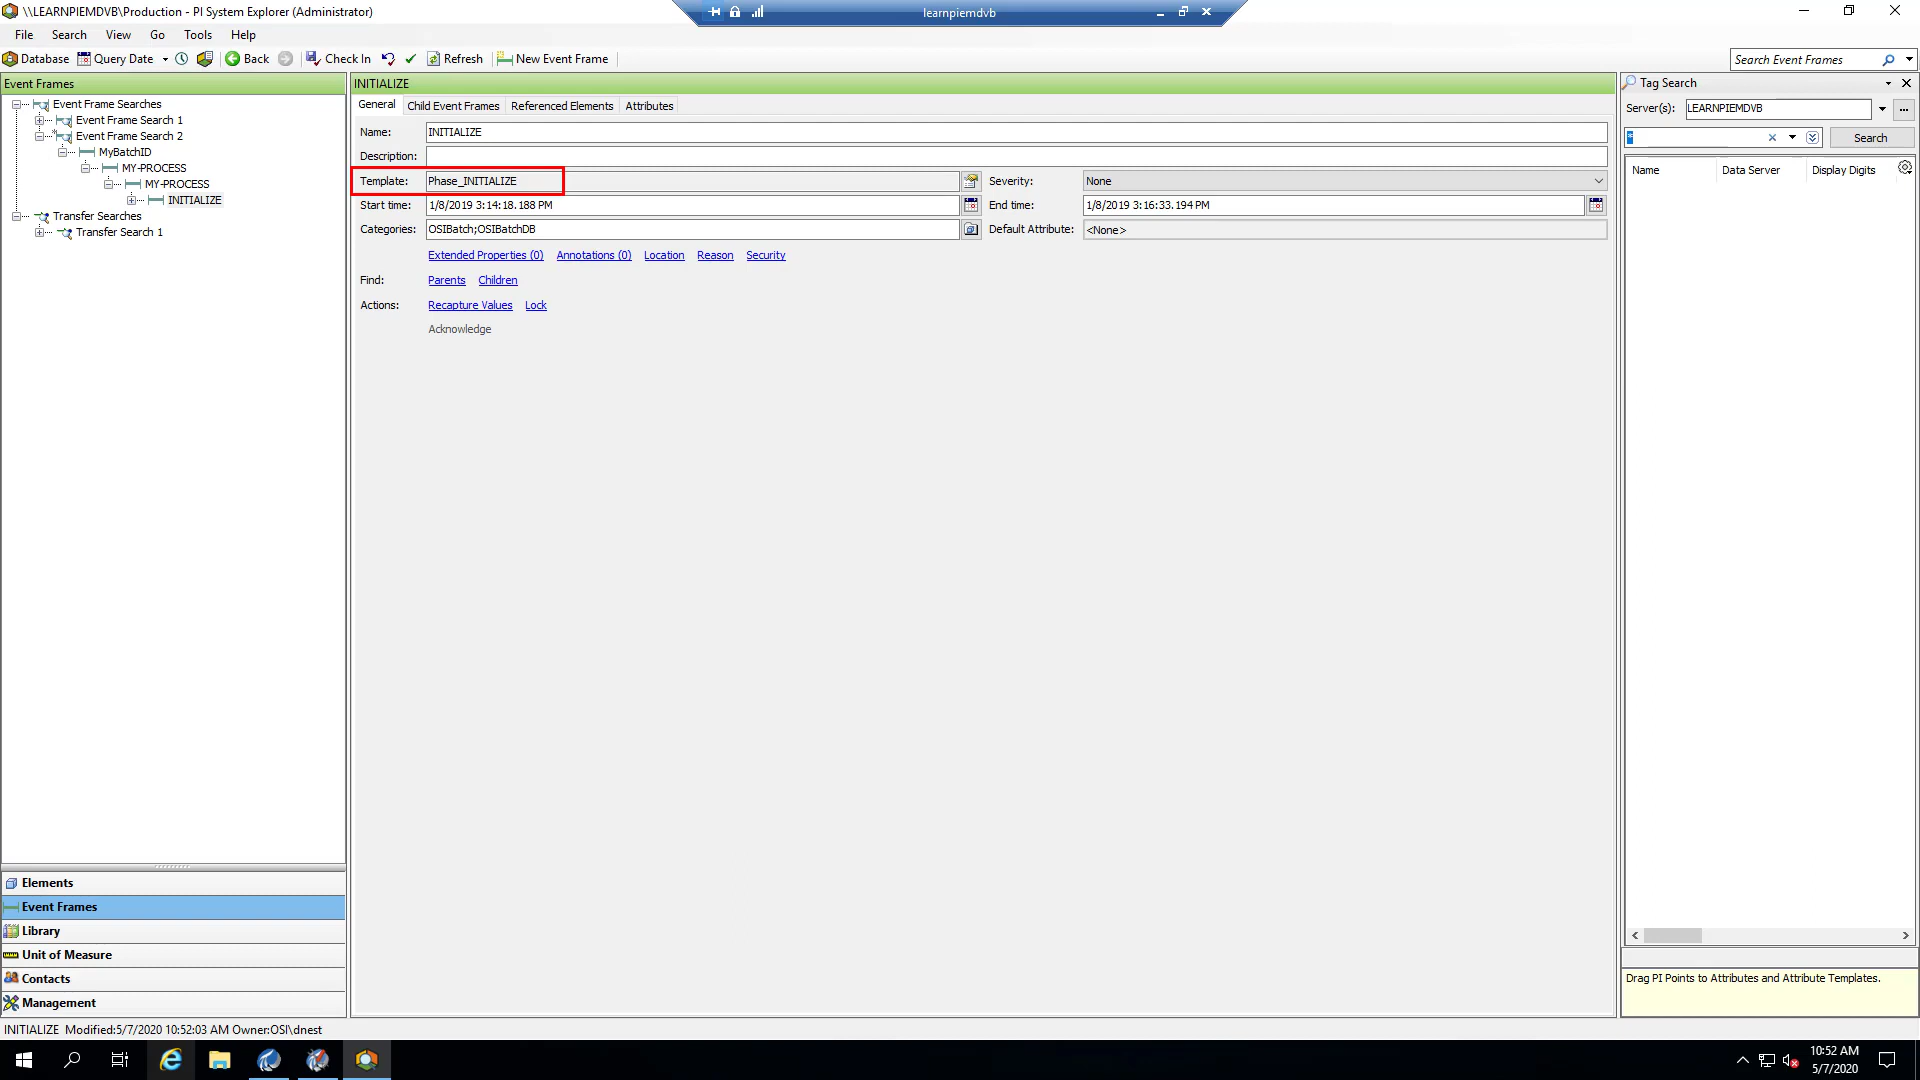 \\LEARNPIEMDVB\Production - PI System Explorer (Administrator)
learnpiemdvb
File Search View Go Tools Help
Database Query Date Back Check In Refresh New Event Frame
Search Event Frames
Event Frames
Event Frame Searches
Event Frame Search 1
Event Frame Search 2
MyBatchID
MY-PROCESS
MY-PROCESS
INITIALIZE
Transfer Searches
Transfer Search 1
Elements
Event Frames
Library
Unit of Measure
Contacts
Management
INITIALIZE
General Child Event Frames Referenced Elements Attributes
Name: INITIALIZE
Description:
Template: Phase_INITIALIZE Severity: None
Start time: 1/8/2019 3:14:18.188 PM End time: 1/8/2019 3:16:33.194 PM
Categories: OSIBatch;OSIBatchDB Default Attribute: <None>
Extended Properties (0) Annotations (0) Location Reason Security
Find: Parents Children
Actions: Recapture Values Lock
Acknowledge
Tag Search
Server(s): LEARNPIEMDVB ...
* Search
Name Data Server Display Digits
Drag PI Points to Attributes and Attribute Templates.
INITIALIZE Modified:5/7/2020 10:52:03 AM Owner:OSI\dnest
10:52 AM
5/7/2020